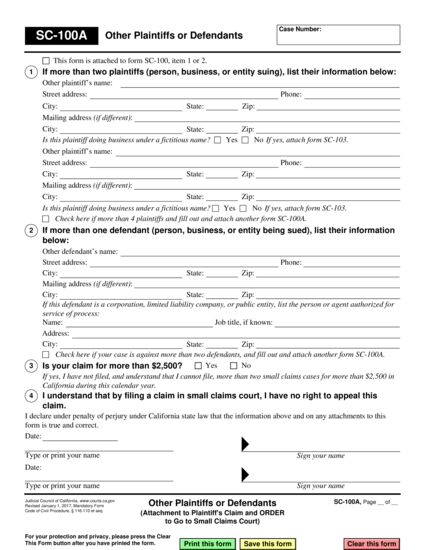 SC-100A Other Plaintiffs or Defendants
Case Number:
This form is attached to form SC-100, item 1 or 2.
1 If more than two plaintiffs (person, business, or entity suing), list their information below:
Other plaintiff's name:
Street address: Phone:
City: State: Zip:
Mailing address (if different):
City: State: Zip:
Is this plaintiff doing business under a fictitious name? Yes No If yes, attach form SC-103.
Other plaintiff's name:
Street address: Phone:
City: State: Zip:
Mailing address (if different):
City: State: Zip:
Is this plaintiff doing business under a fictitious name? Yes No If yes, attach form SC-103.
Check here if more than 4 plaintiffs and fill out and attach another form SC-100A.
2 If more than one defendant (person, business, or entity being sued), list their information
below:
Other defendant's name:
Street address: Phone:
City: State: Zip:
Mailing address (if different):
City: State: Zip:
If this defendant is a corporation, limited liability company, or public entity, list the person or agent authorized for
service of process:
Name: Job title, if known:
Address:
City: State: Zip:
Check here if your case is against more than two defendants, and fill out and attach another form SC-100A.
3 Is your claim for more than $2,500? Yes No
If yes, I have not filed, and understand that I cannot file, more than two small claims cases for more than $2,500 in
California during this calendar year.
4 I understand that by filing a claim in small claims court, I have no right to appeal this
claim.
I declare under penalty of perjury under California state law that the information above and on any attachments to this
form is true and correct.
Date:
Type or print your name Sign your name
Date:
Type or print your name Sign your name
Judicial Council of California, www.courts.ca.gov
Revised January 1, 2017, Mandatory Form
Code of Civil Procedure, § 116.110 et seq.
Other Plaintiffs or Defendants
(Attachment to Plaintiff's Claim and ORDER
to Go to Small Claims Court)
SC-100A, Page __ of __
For your protection and privacy, please press the Clear
This Form button after you have printed the form.
Print this form Save this form Clear this form